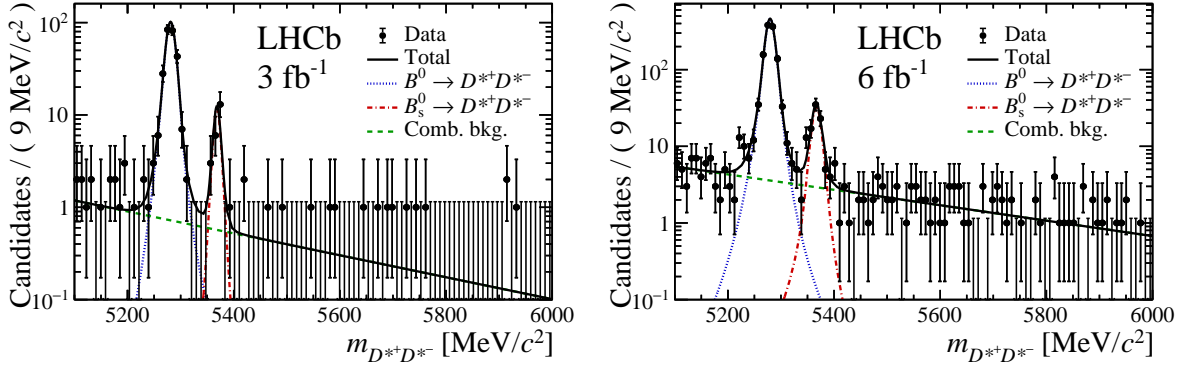 Candidates / ( 9 MeV/c²)
10²
10
1
10⁻¹
LHCb
3 fb⁻¹
Data
Total
B⁰ → D*⁺D*⁻
B⁰ₛ → D*⁺D*⁻
Comb. bkg.
5200 5400 5600 5800 6000
m_D*⁺D*⁻ [MeV/c²]
Candidates / ( 9 MeV/c²)
10²
10
1
10⁻¹
LHCb
6 fb⁻¹
Data
Total
B⁰ → D*⁺D*⁻
B⁰ₛ → D*⁺D*⁻
Comb. bkg.
5200 5400 5600 5800 6000
m_D*⁺D*⁻ [MeV/c²]